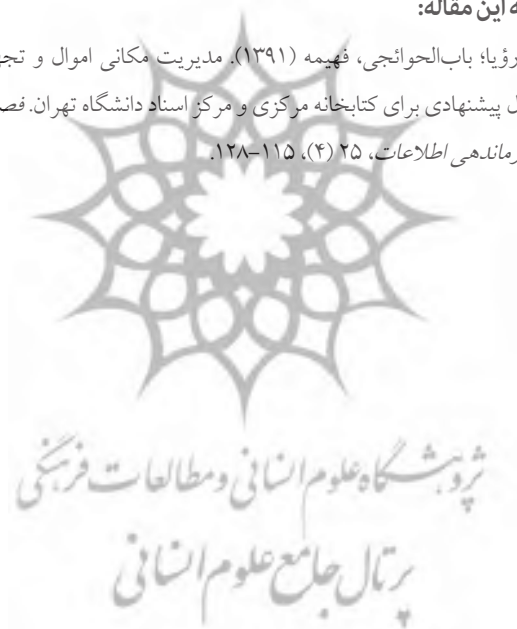 ه این مقاله:
رؤیا؛ باب‌الحوائجی، فهیمه (۱۳۹۱). مدیریت مکانی اموال و تجه
ل پیشنهادی برای کتابخانه مرکزی و مرکز اسناد دانشگاه تهران. فص
رماندهی اطلاعات، ۲۵ (۴)، ۱۱۵–۱۲۸.
پژوهشگاه علوم انسانی و مطالعات فرهنگی
پرتال جامع علوم انسانی